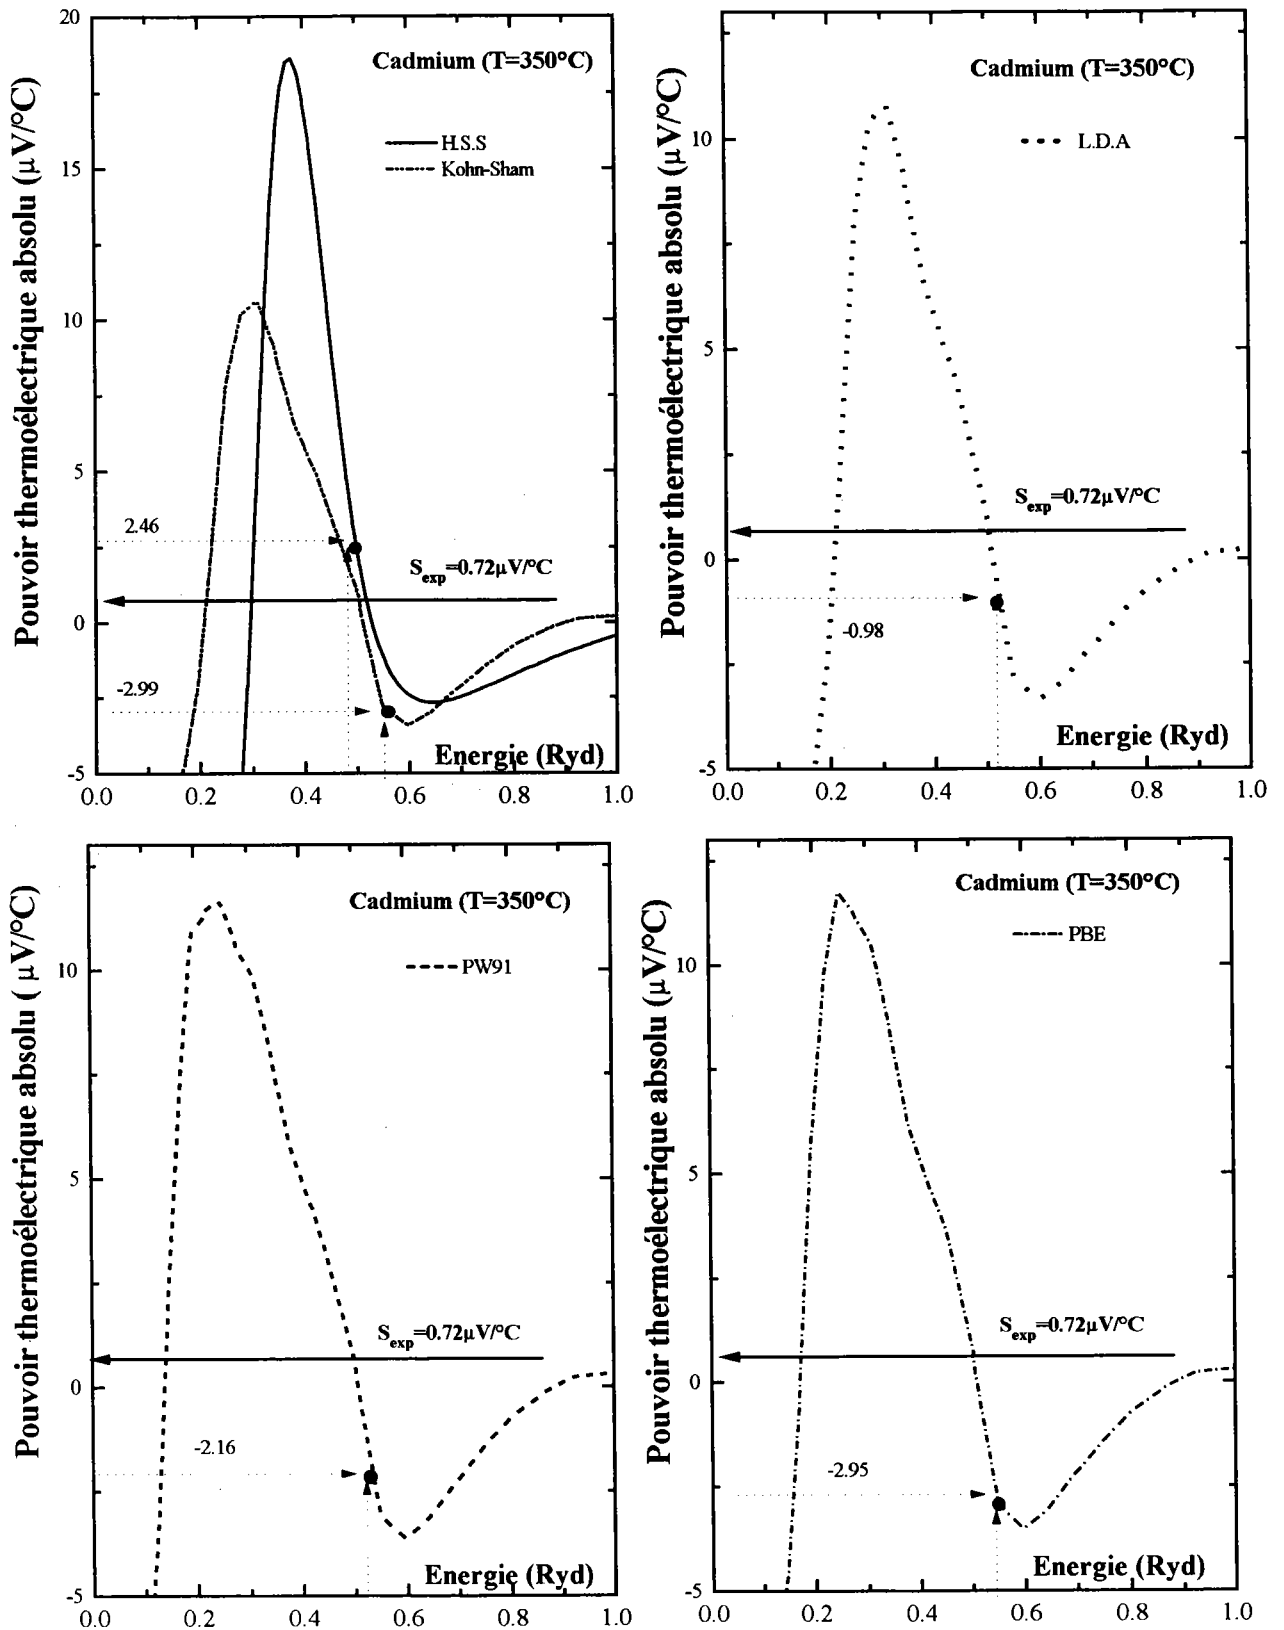 Pouvoir thermoélectrique absolu (µV/°C)
20
15
10
5
0
-5
Cadmium (T=350°C)
H.S.S
Kohn-Sham
2.46
Sexp=0.72µV/°C
-2.99
Energie (Ryd)
0.0 0.2 0.4 0.6 0.8 1.0
Pouvoir thermoélectrique absolu (µV/°C)
10
5
0
-5
Cadmium (T=350°C)
L.D.A
Sexp=0.72µV/°C
-0.98
Energie (Ryd)
0.0 0.2 0.4 0.6 0.8 1.0
Pouvoir thermoélectrique absolu ( µV/°C)
10
5
0
-5
Cadmium (T=350°C)
PW91
Sexp=0.72µV/°C
-2.16
Energie (Ryd)
0.0 0.2 0.4 0.6 0.8 1.0
Pouvoir thermoélectrique absolu (µV/°C)
10
5
0
-5
Cadmium (T=350°C)
PBE
Sexp=0.72µV/°C
-2.95
Energie (Ryd)
0.0 0.2 0.4 0.6 0.8 1.0